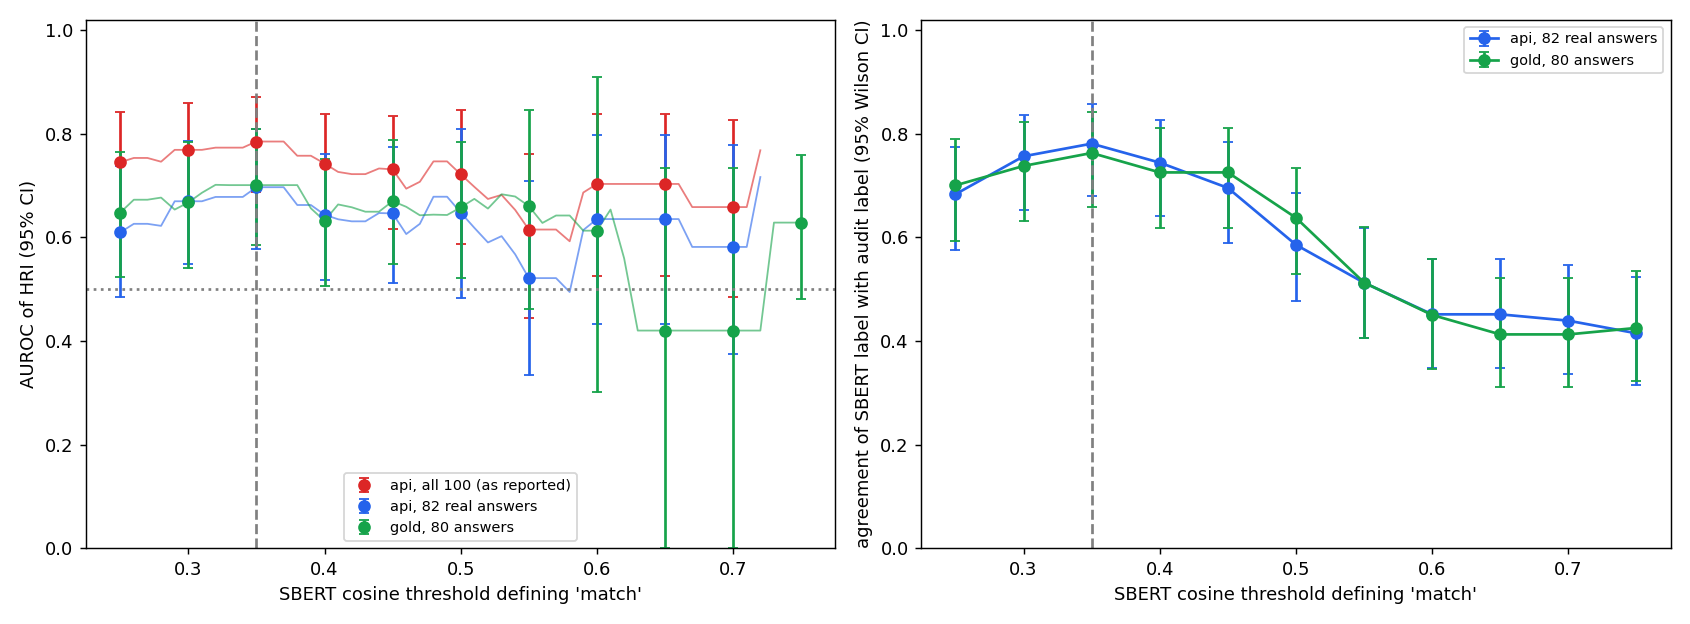 AUROC of HRI (95% CI)
1.0
0.8
0.6
0.4
0.2
0.0
api, all 100 (as reported)
api, 82 real answers
gold, 80 answers
0.3 0.4 0.5 0.6 0.7
SBERT cosine threshold defining 'match'
agreement of SBERT label with audit label (95% Wilson CI)
1.0
0.8
0.6
0.4
0.2
0.0
api, 82 real answers
gold, 80 answers
0.3 0.4 0.5 0.6 0.7
SBERT cosine threshold defining 'match'